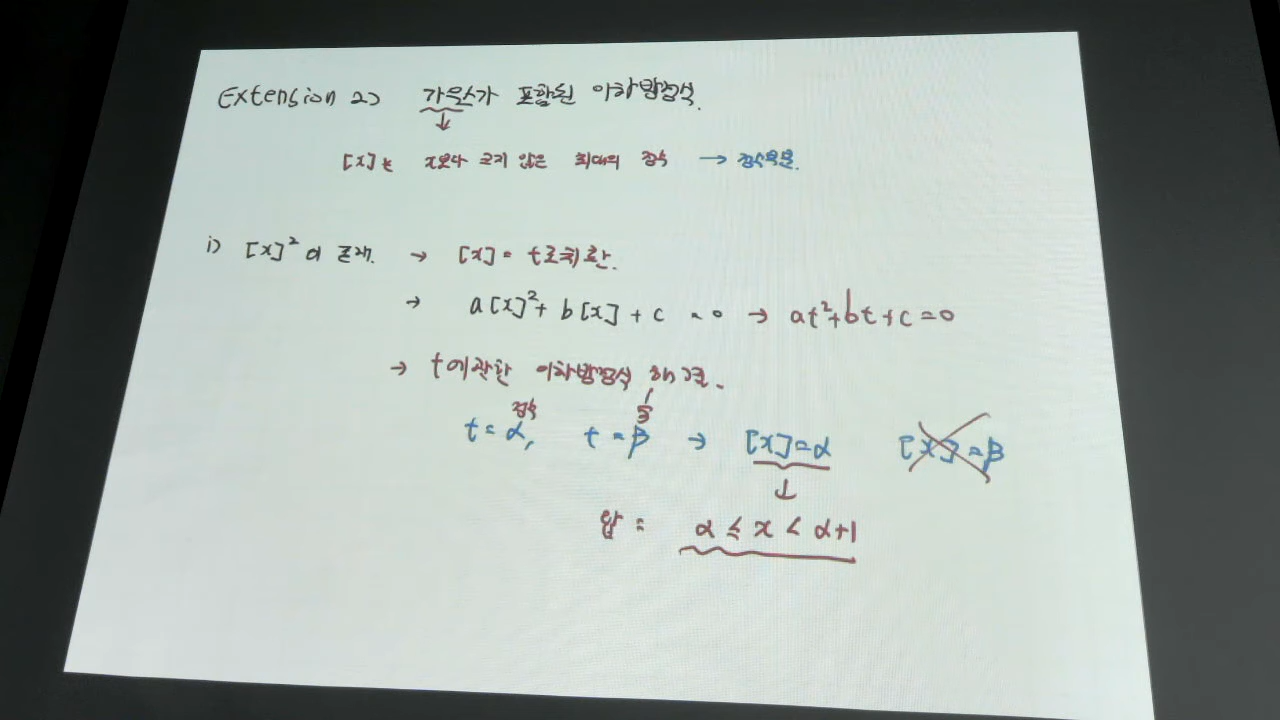 Extension 2) 가우스가 포함된 이차방정식.
[x]는 x보다 크지 않은 최대의 정수 → 정수부분.
i) [x]² 이 존재. → [x] = t로 치환.
→ a[x]² + b[x] + c = 0 → at² + bt + c = 0
→ t에 관한 이차방정식 해결.
정수
t = α, t = β → [x] = α [x] = β
↓
답 = α ≤ x < α+1